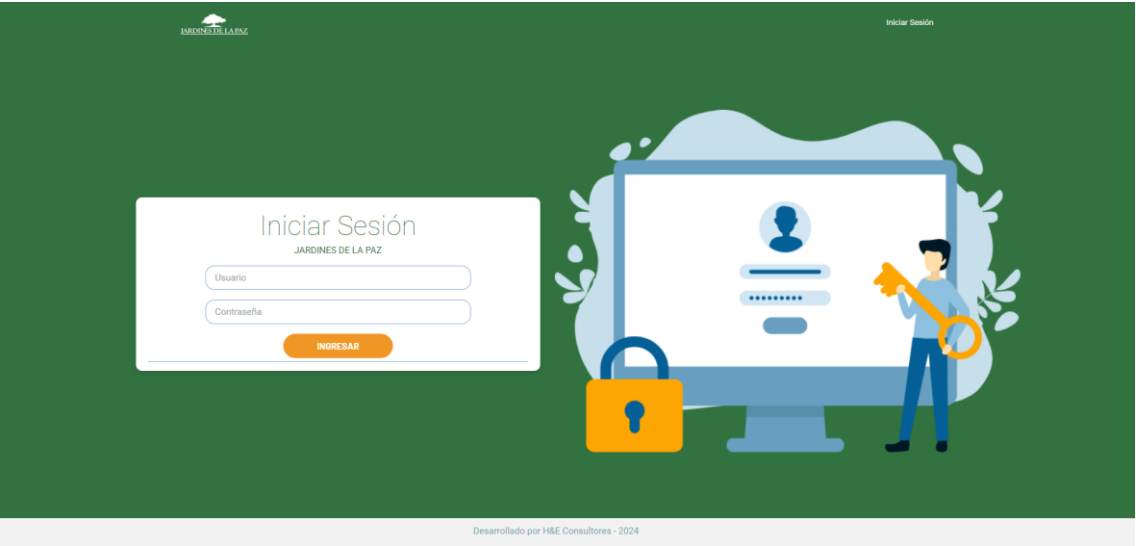 JARDINES DE LA PAZ
Iniciar Sesión
Iniciar Sesión
JARDINES DE LA PAZ
Usuario
Contraseña
INGRESAR
Desarrollado por H&E Consultores - 2024